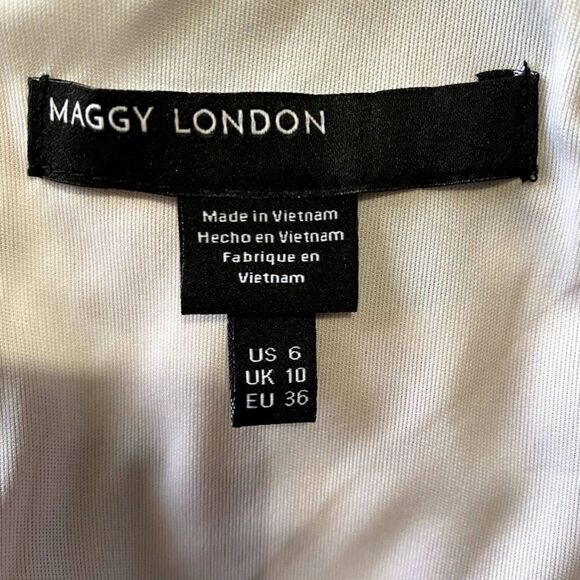 MAGGY LONDON
Made in Vietnam
Hecho en Vietnam
Fabrique en
Vietnam
US 6
UK 10
EU 36